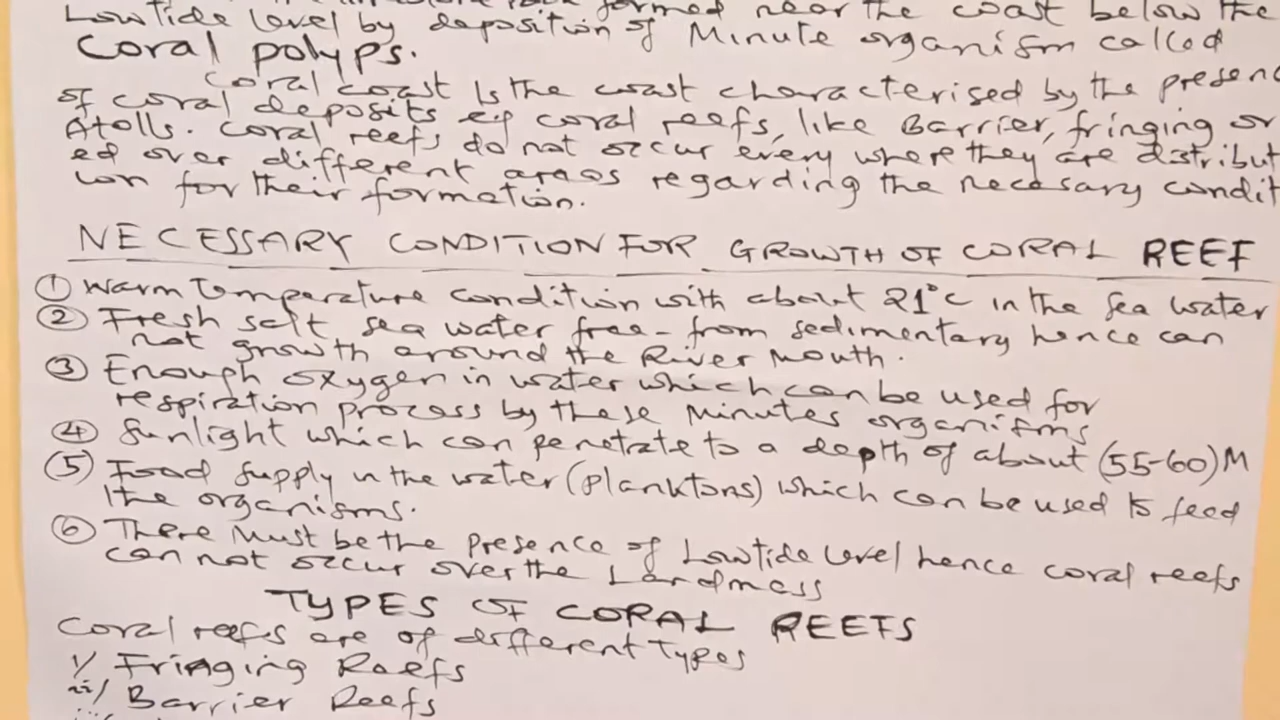 formed near the coast below the
Lowtide level by deposition of Minute organism called
Coral polyps.
Coral coast Is the coast characterised by the presen
of coral deposits eg coral reefs, like Barrier, fringing or
Atolls. Coral reefs do not occur every where they are distribut
ed over different areas regarding the necessary condit
ion for their formation.
NECESSARY CONDITION FOR GROWTH OF CORAL REEF
① Warm temperature condition with about 21°c in the sea water
② Fresh salt sea water free-from sedimentary hence can
not growth around the River mouth.
③ Enough oxygen in water which can be used for
respiration process by these minutes organisms
④ Sunlight which can penetrate to a depth of about (55-60)M
⑤ Food supply in the water (planktons) which can be used to feed
the organisms.
⑥ There Must be the presence of Lowtide level hence coral reefs
can not occur over the Landmass
TYPES OF CORAL REEFS
Coral reefs are of different Types
i/ Fringing Reefs
ii/ Barrier Reefs